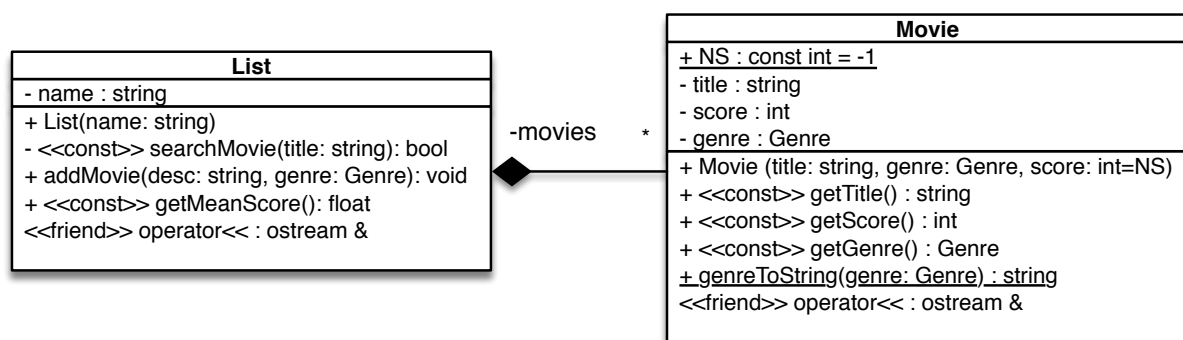 List
- name : string
+ List(name: string)
- <<const>> searchMovie(title: string): bool
+ addMovie(desc: string, genre: Genre): void
+ <<const>> getMeanScore(): float
<<friend>> operator<< : ostream &
-movies *
Movie
+ NS : const int = -1
- title : string
- score : int
- genre : Genre
+ Movie (title: string, genre: Genre, score: int=NS)
+ <<const>> getTitle() : string
+ <<const>> getScore() : int
+ <<const>> getGenre() : Genre
+ genreToString(genre: Genre) : string
<<friend>> operator<< : ostream &